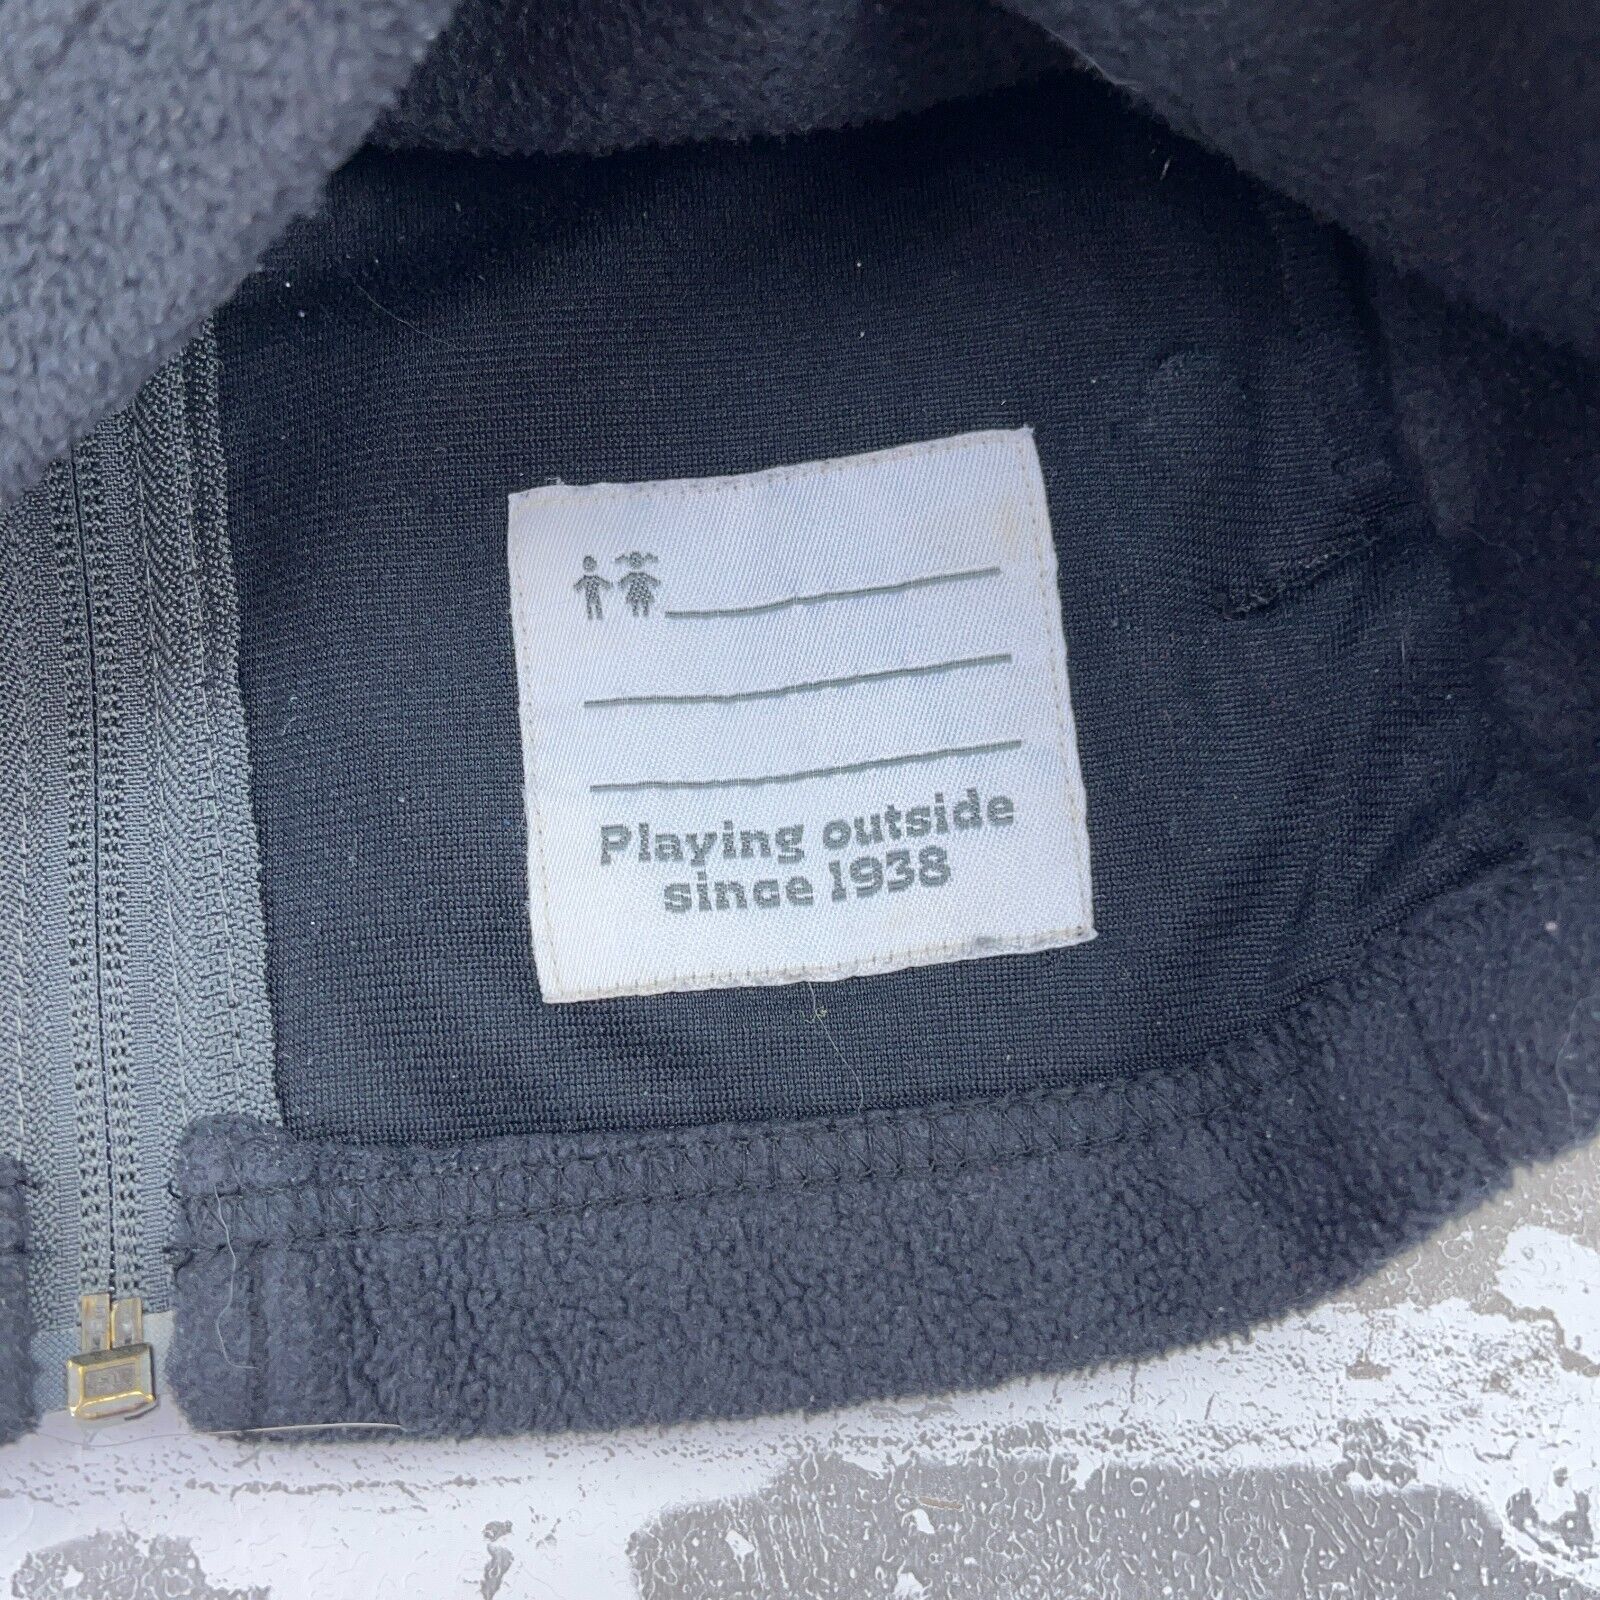 Playing outside
since 1938